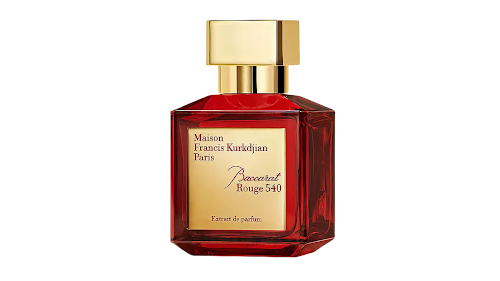 Maison
Francis Kurkdjian
Paris
Baccarat
Rouge 540
Extrait de parfum